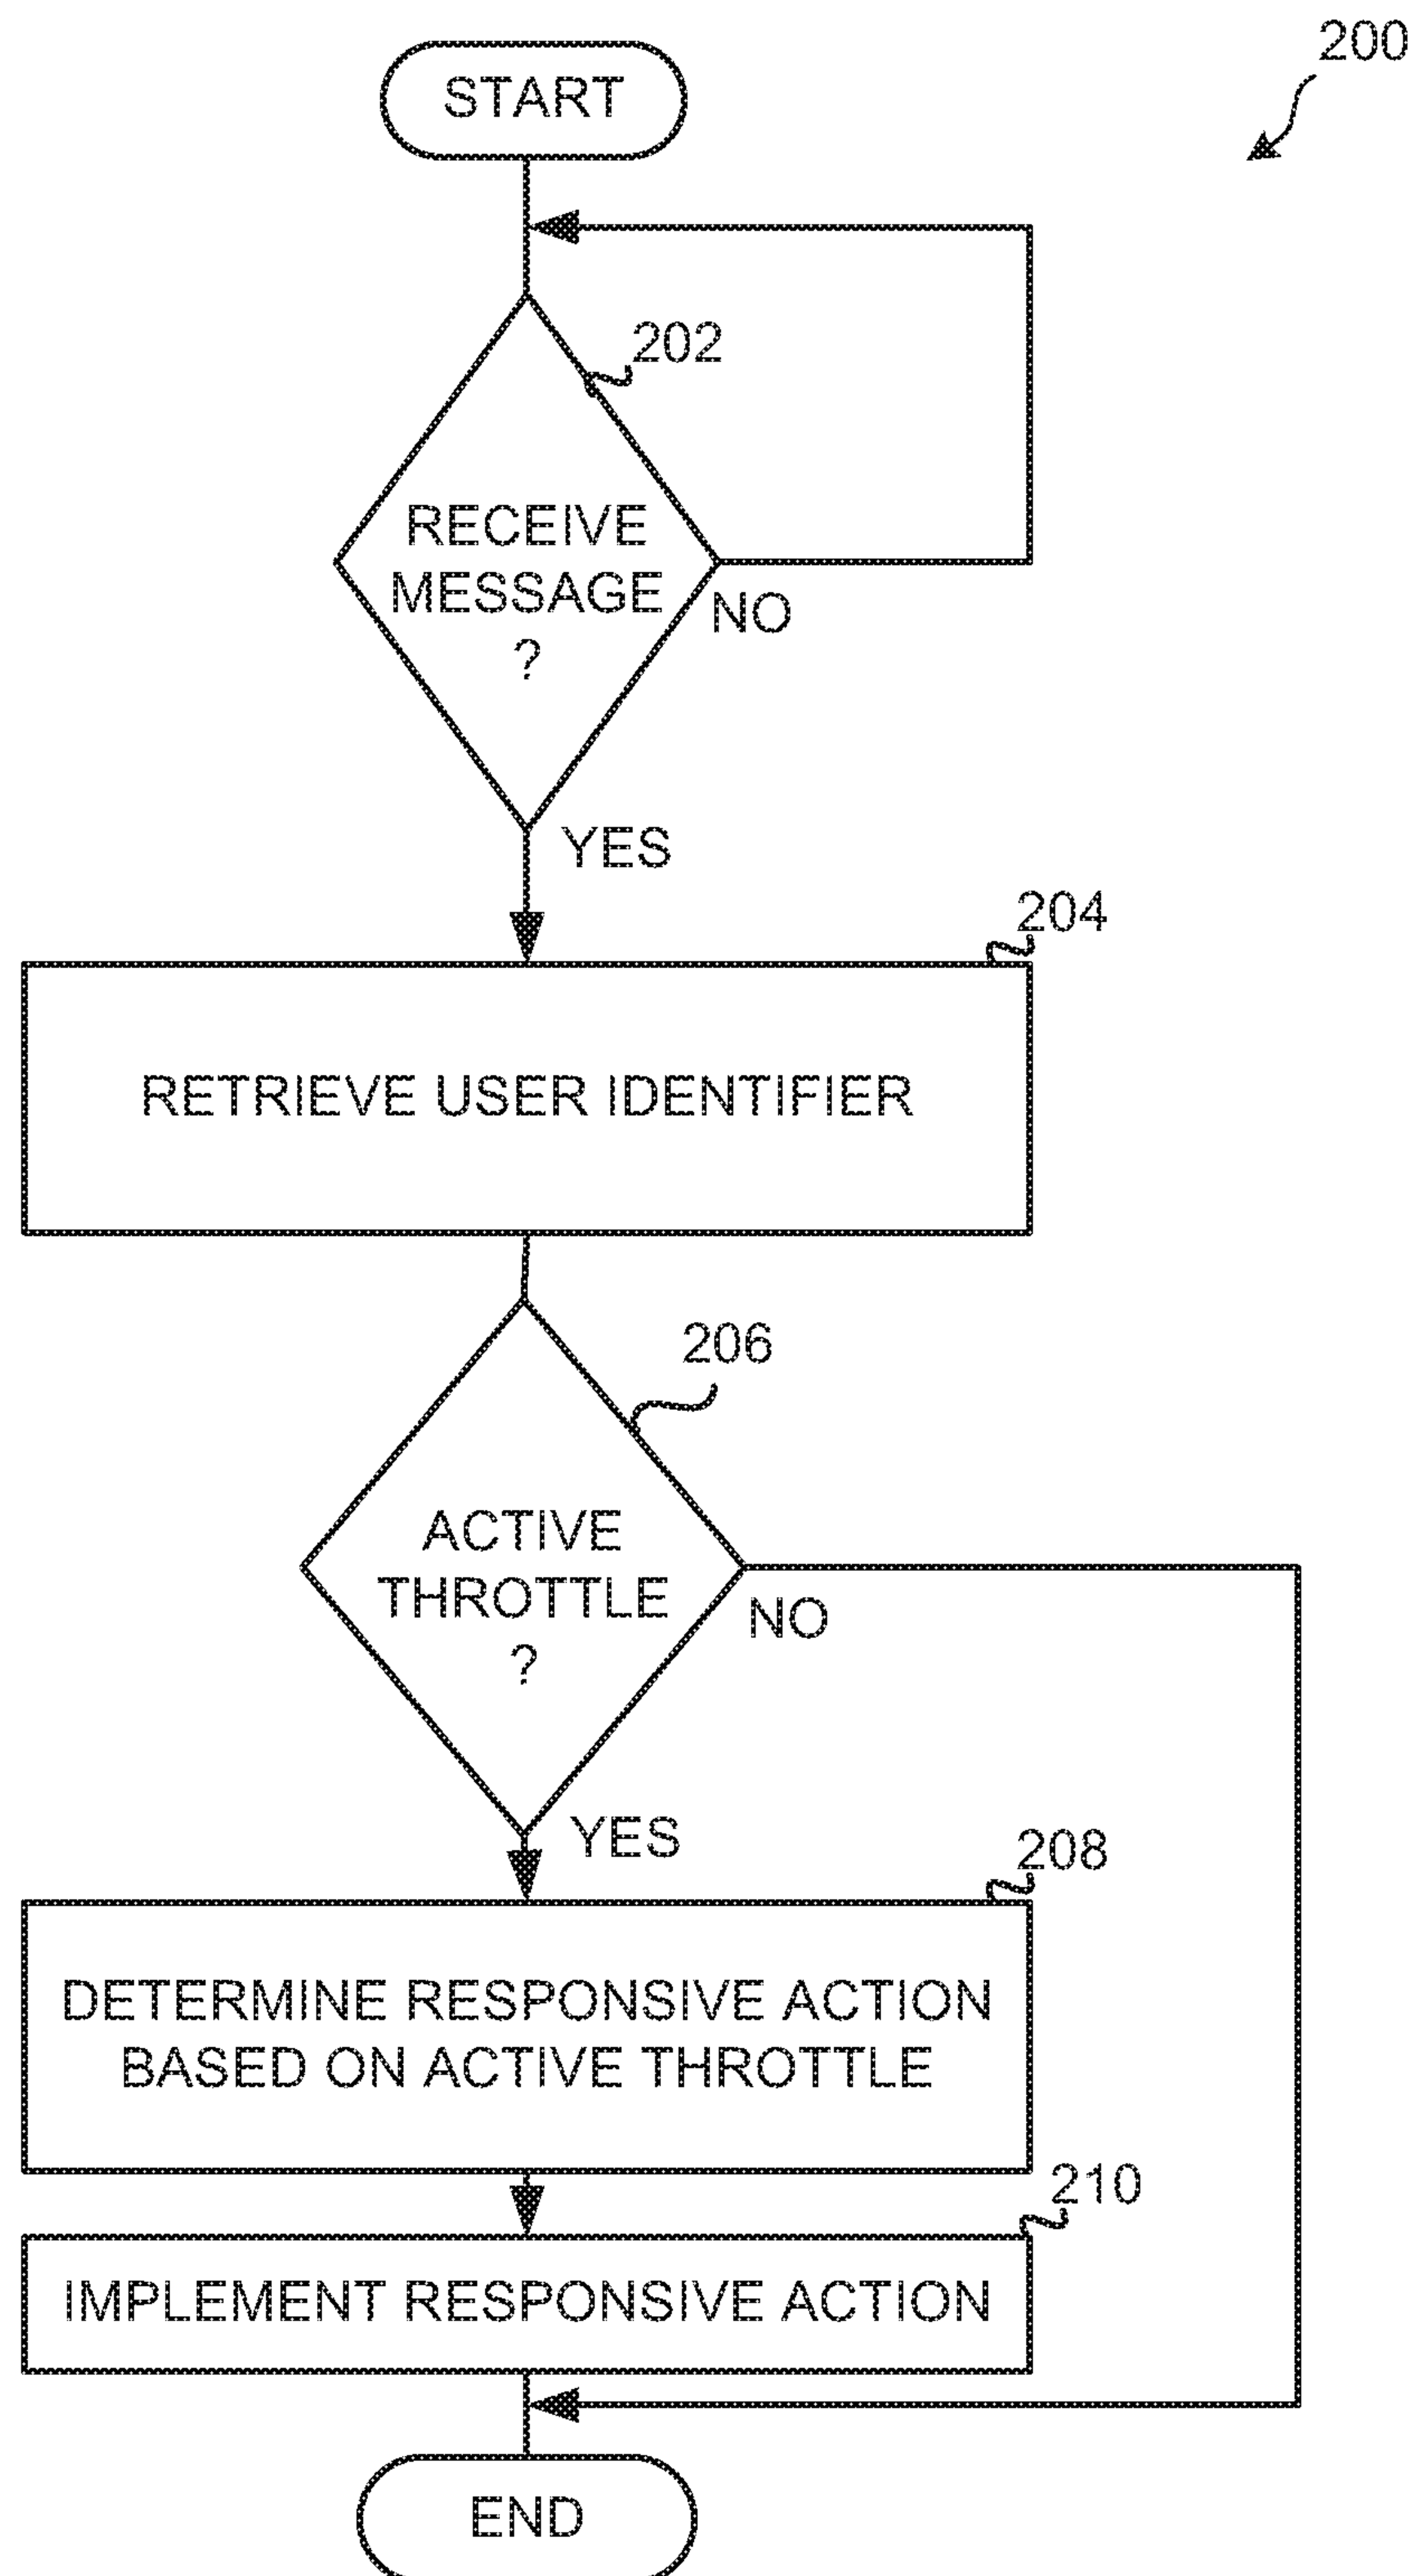 200
START
202
RECEIVE
MESSAGE
?
NO
YES
204
RETRIEVE USER IDENTIFIER
206
ACTIVE
THROTTLE
?
NO
YES
208
DETERMINE RESPONSIVE ACTION
BASED ON ACTIVE THROTTLE
210
IMPLEMENT RESPONSIVE ACTION
END